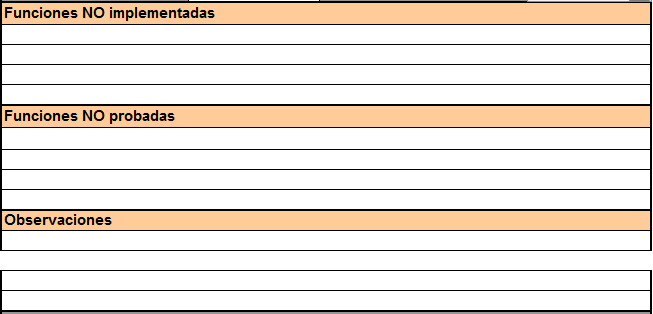 Funciones NO implementadas
Funciones NO probadas
Observaciones